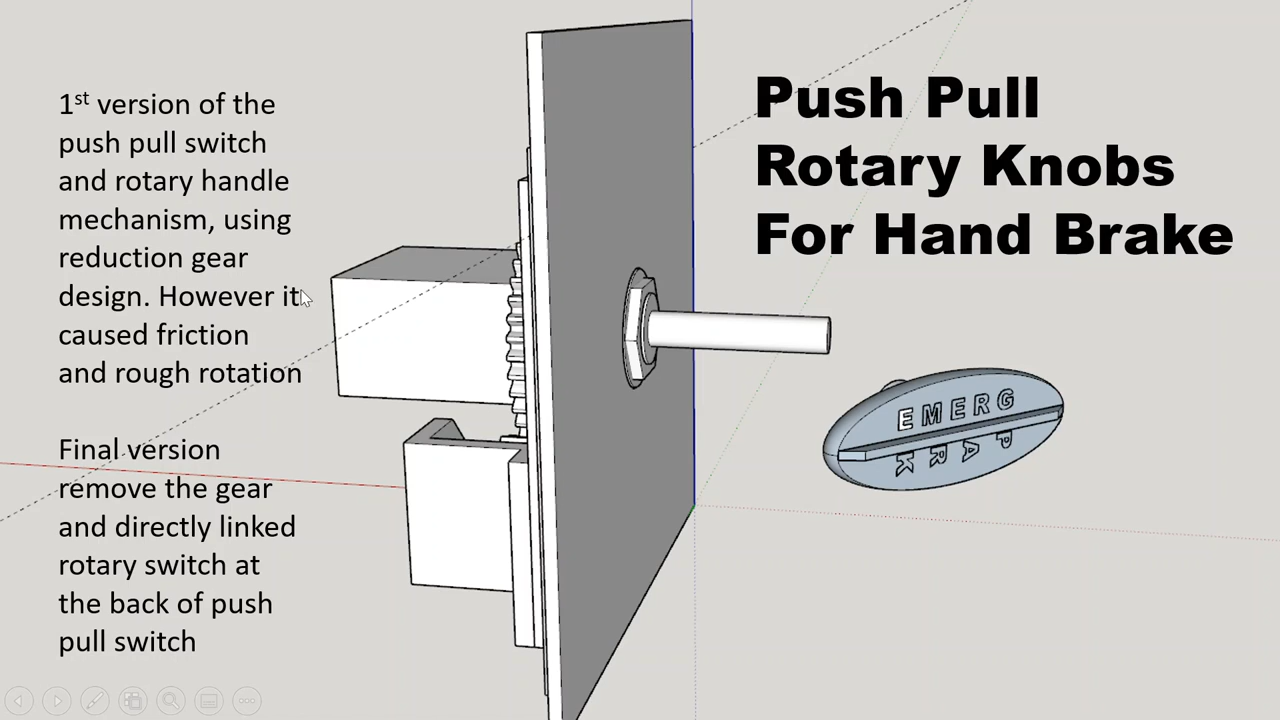 1st version of the
push pull switch
and rotary handle
mechanism, using
reduction gear
design. However it
caused friction
and rough rotation
Final version
remove the gear
and directly linked
rotary switch at
the back of push
pull switch
Push Pull
Rotary Knobs
For Hand Brake
EMERG
PARK